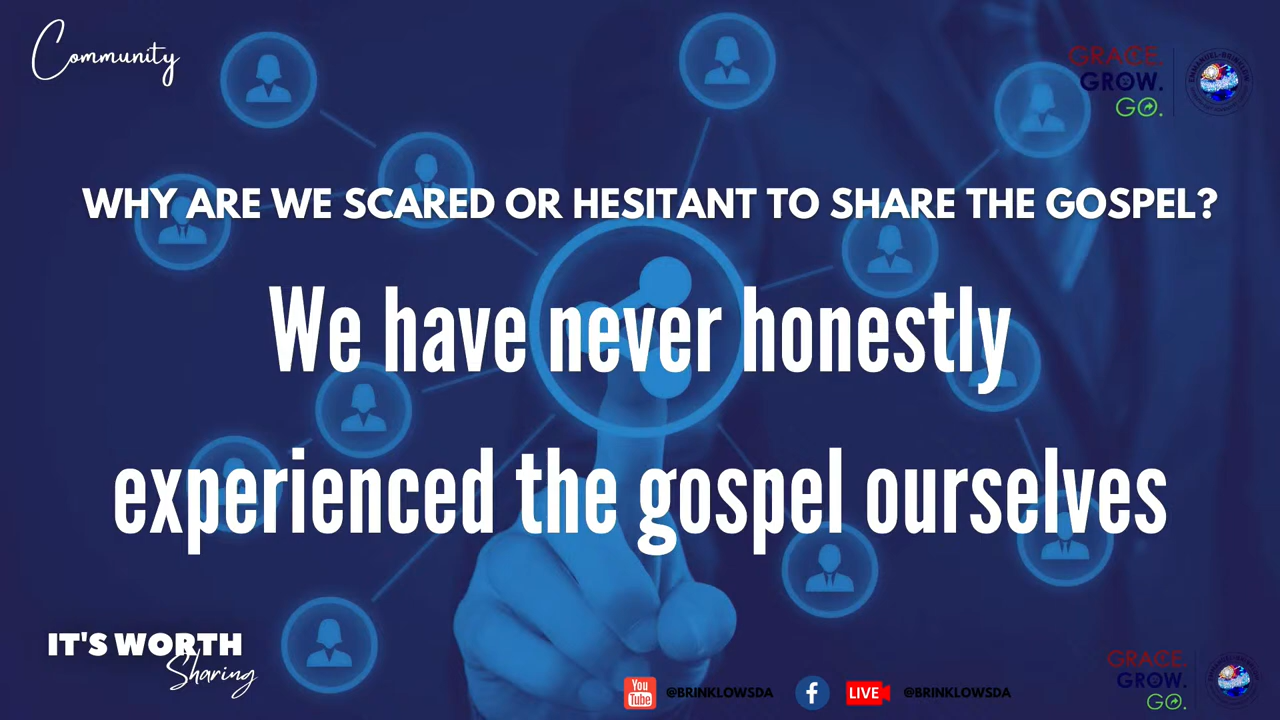 Community
GRACE.
GROW.
GO.
WHY ARE WE SCARED OR HESITANT TO SHARE THE GOSPEL?
We have never honestly
experienced the gospel ourselves
IT'S WORTH
Sharing
You
Tube
@BRINKLOWSDA
LIVE
@BRINKLOWSDA
GRACE.
GROW.
GO.